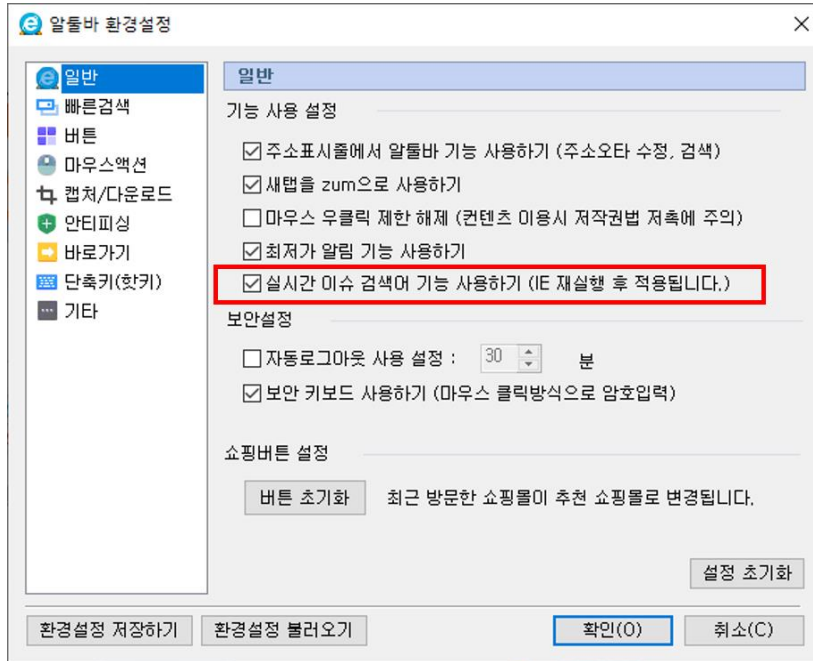 알툴바 환경설정
일반
빠른검색
버튼
마우스액션
캡처/다운로드
안티피싱
바로가기
단축키(핫키)
기타
일반
기능 사용 설정
주소표시줄에서 알툴바 기능 사용하기 (주소오타 수정, 검색)
새탭을 zum으로 사용하기
마우스 우클릭 제한 해제 (컨텐츠 이용시 저작권법 저촉에 주의)
최저가 알림 기능 사용하기
실시간 이슈 검색어 기능 사용하기 (IE 재실행 후 적용됩니다.)
보안설정
자동로그아웃 사용 설정 : 30 분
보안 키보드 사용하기 (마우스 클릭방식으로 암호입력)
쇼핑버튼 설정
버튼 초기화 최근 방문한 쇼핑몰이 추천 쇼핑몰로 변경됩니다.
설정 초기화
환경설정 저장하기 환경설정 불러오기 확인(O) 취소(C)